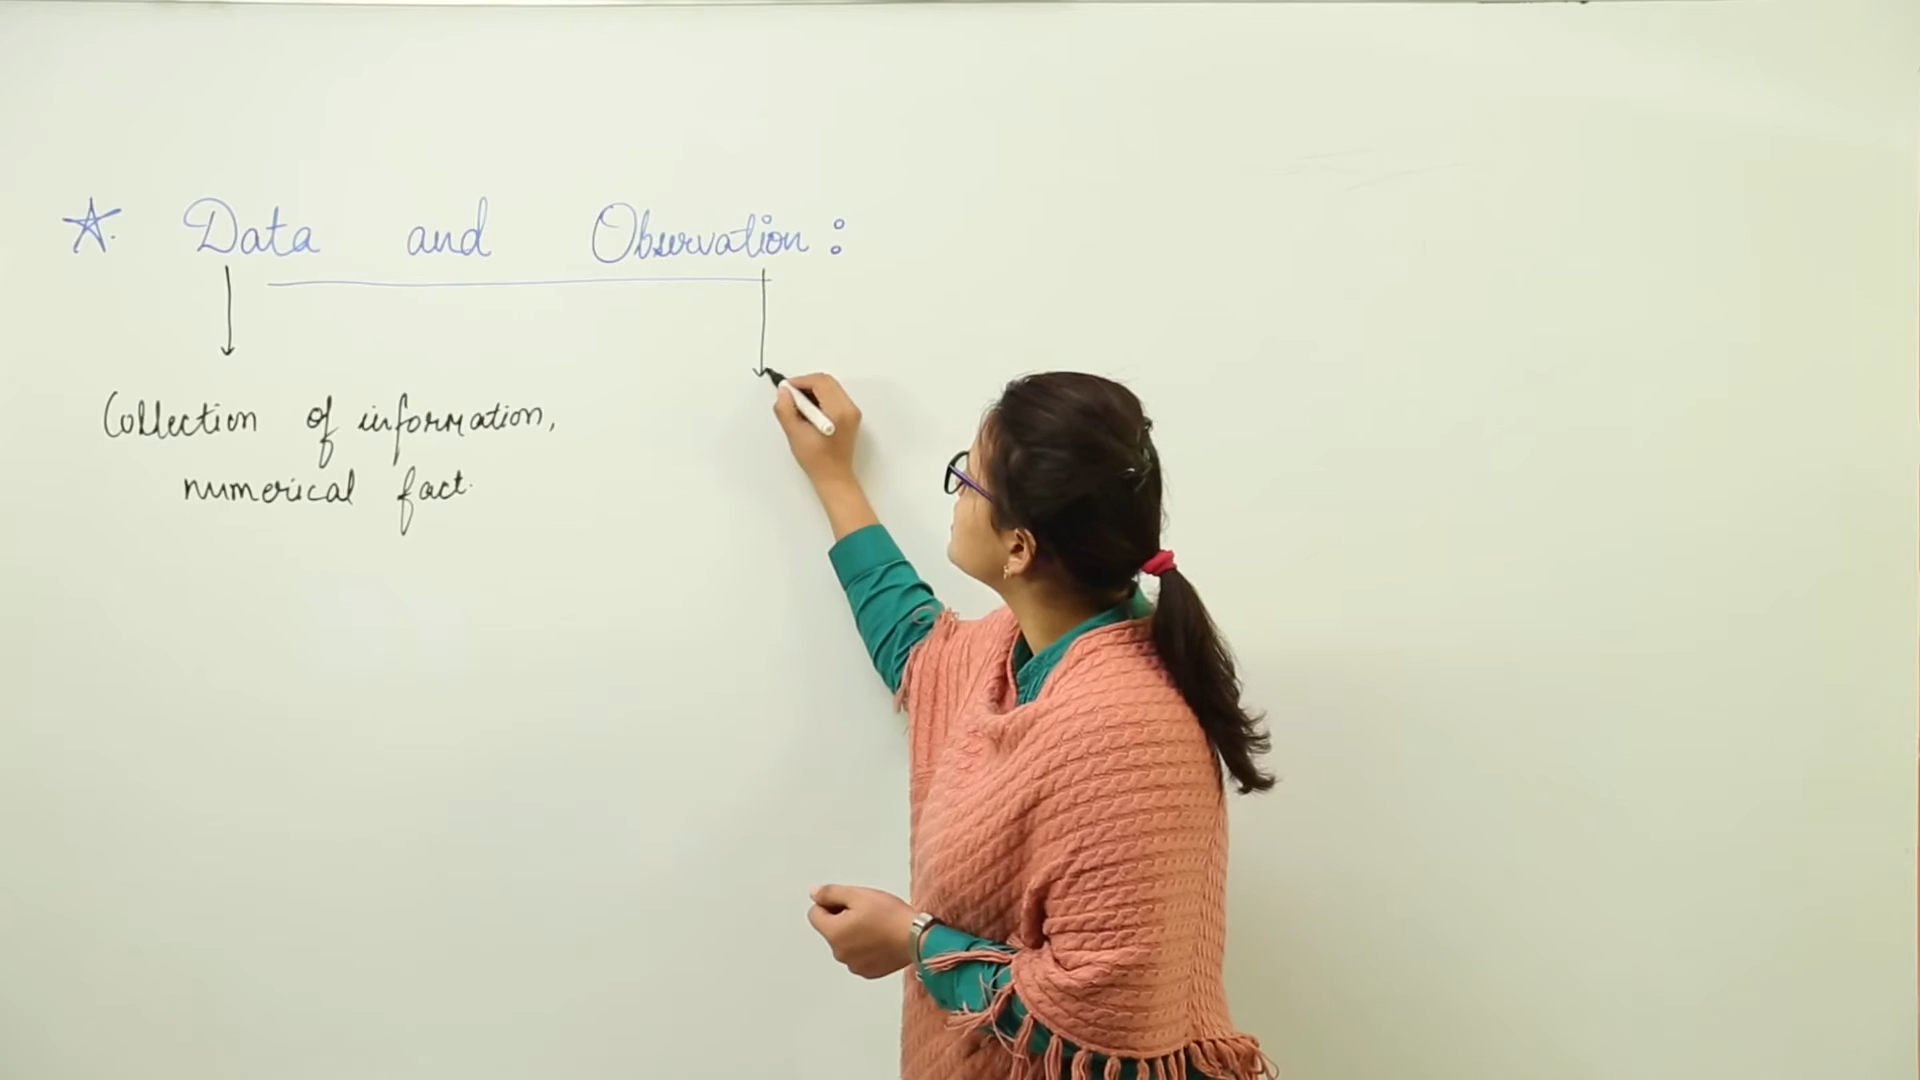 ☆. Data and Observation :
Collection of information,
numerical fact.